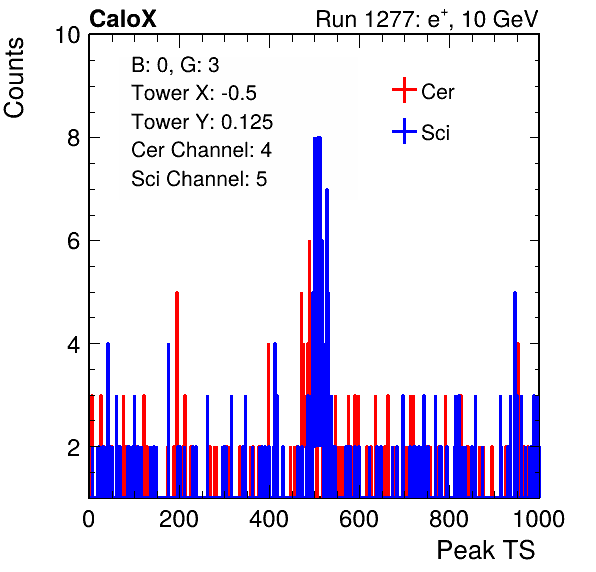 CaloX
Run 1277: e+, 10 GeV
Counts
10
8
6
4
2
B: 0, G: 3
Tower X: -0.5
Tower Y: 0.125
Cer Channel: 4
Sci Channel: 5
Cer
Sci
0 200 400 600 800 1000
Peak TS